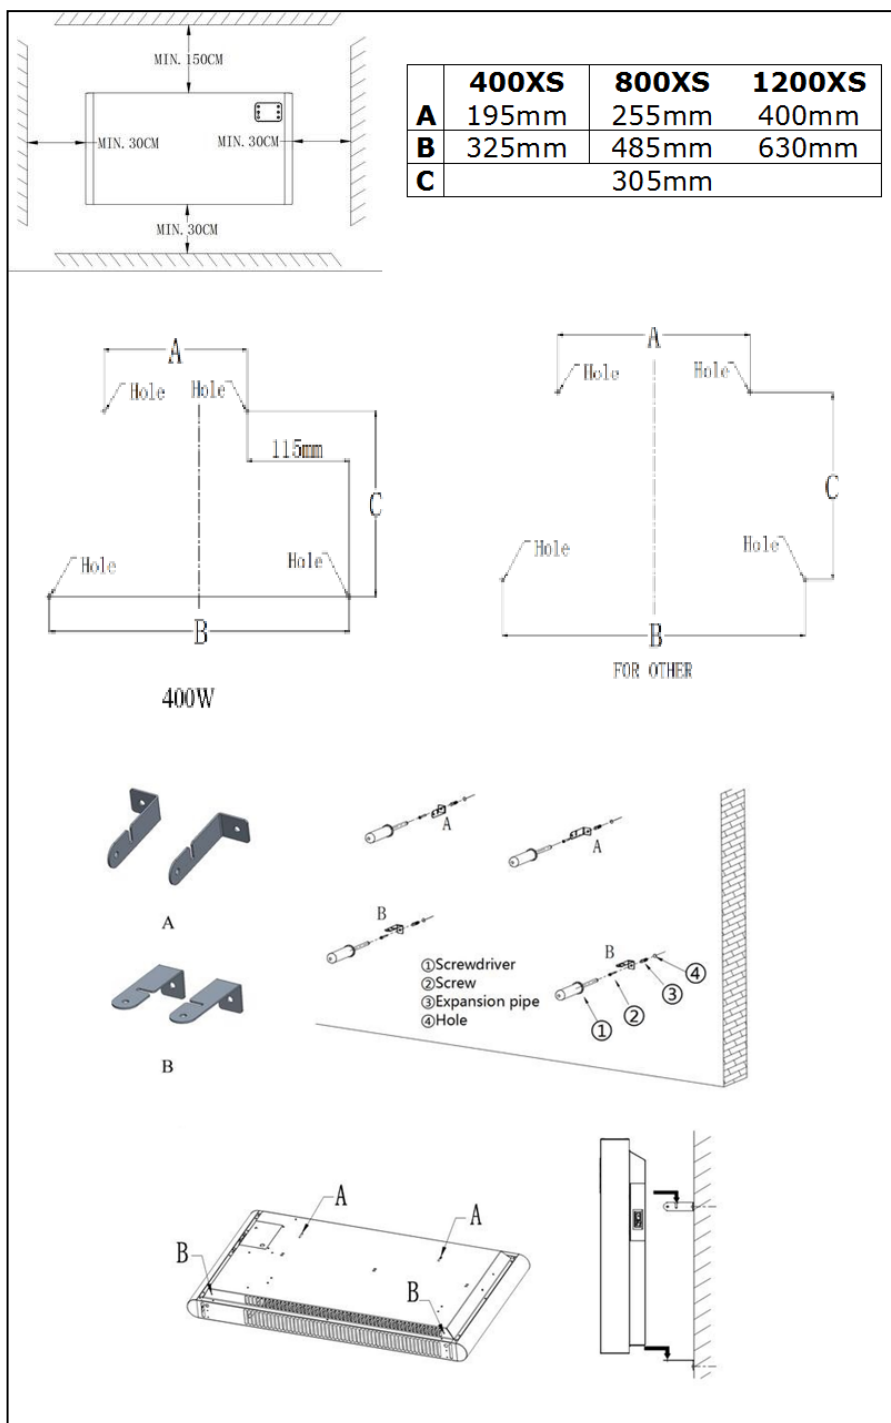 MIN. 150CM
MIN. 30CM
MIN. 30CM
MIN. 30CM
400XS 800XS 1200XS
A 195mm 255mm 400mm
B 325mm 485mm 630mm
C 305mm
A
Hole Hole
115mm
C
Hole Hole
B
400W
A
Hole Hole
C
Hole Hole
B
FOR OTHER
A
B
A
A
B
B
①Screwdriver
②Screw
③Expansion pipe
④Hole
① ② ③ ④
A
A
B
B